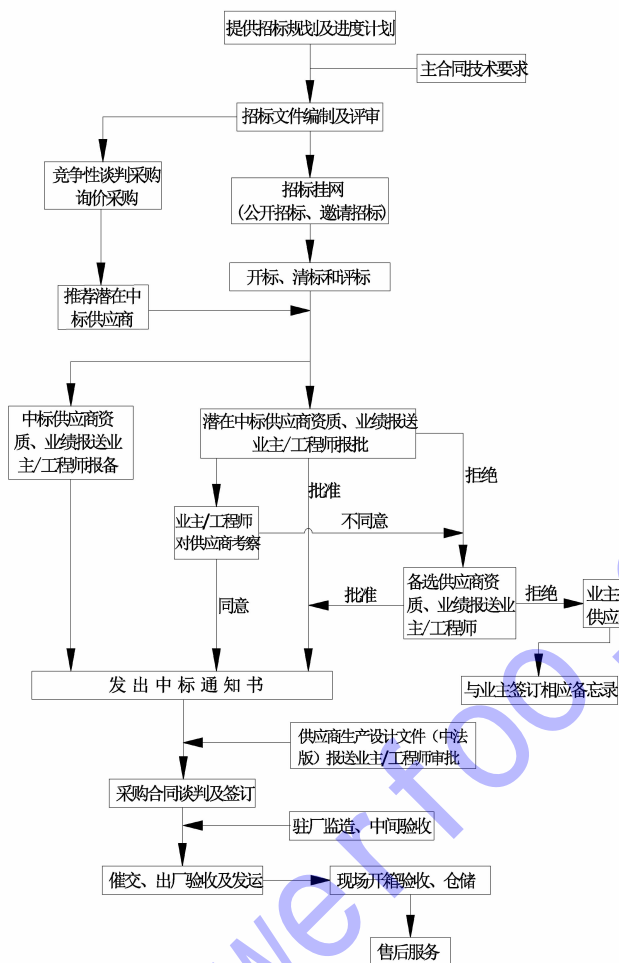 提供招标规划及进度计划
主合同技术要求
招标文件编制及评审
竞争性谈判采购
询价采购
招标挂网
(公开招标、邀请招标)
开标、清标和评标
推荐潜在中
标供应商
中标供应商资
质、业绩报送业
主/工程师报备
潜在中标供应商资质、业绩报送
业主/工程师报批
拒绝
批准
业主/工程师
对供应商考察
不同意
同意
批准
备选供应商资
质、业绩报送业
主/工程师
拒绝
业主
供应
发出中标通知书
与业主签订相应备忘录
供应商生产设计文件（中法
版）报送业主/工程师审批
采购合同谈判及签订
驻厂监造、中间验收
催交、出厂验收及发运
现场开箱验收、仓储
售后服务
werfoo